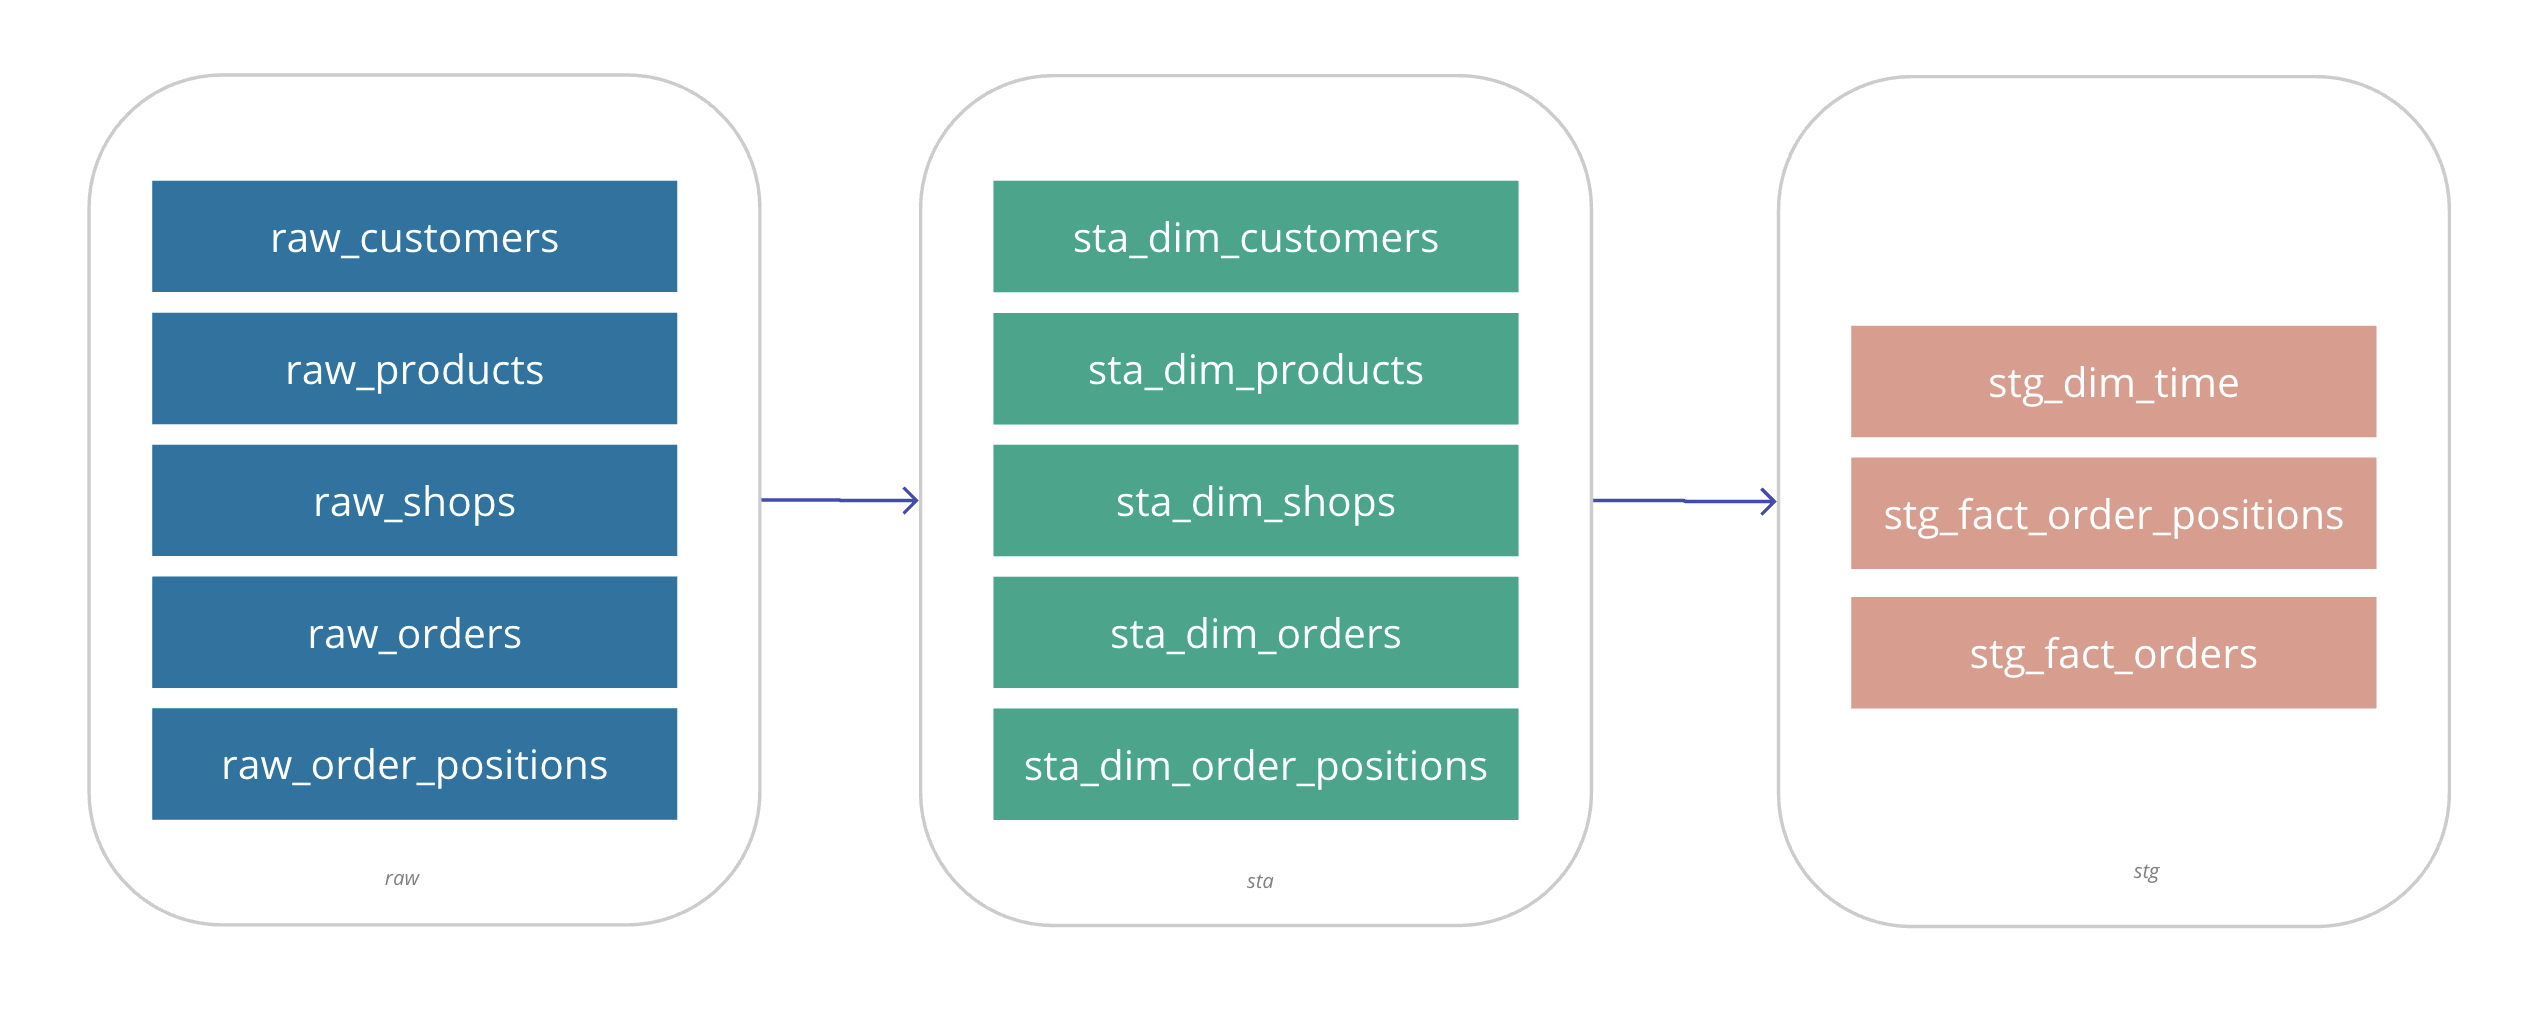 raw_customers
raw_products
raw_shops
raw_orders
raw_order_positions
raw
sta_dim_customers
sta_dim_products
sta_dim_shops
sta_dim_orders
sta_dim_order_positions
sta
stg_dim_time
stg_fact_order_positions
stg_fact_orders
stg